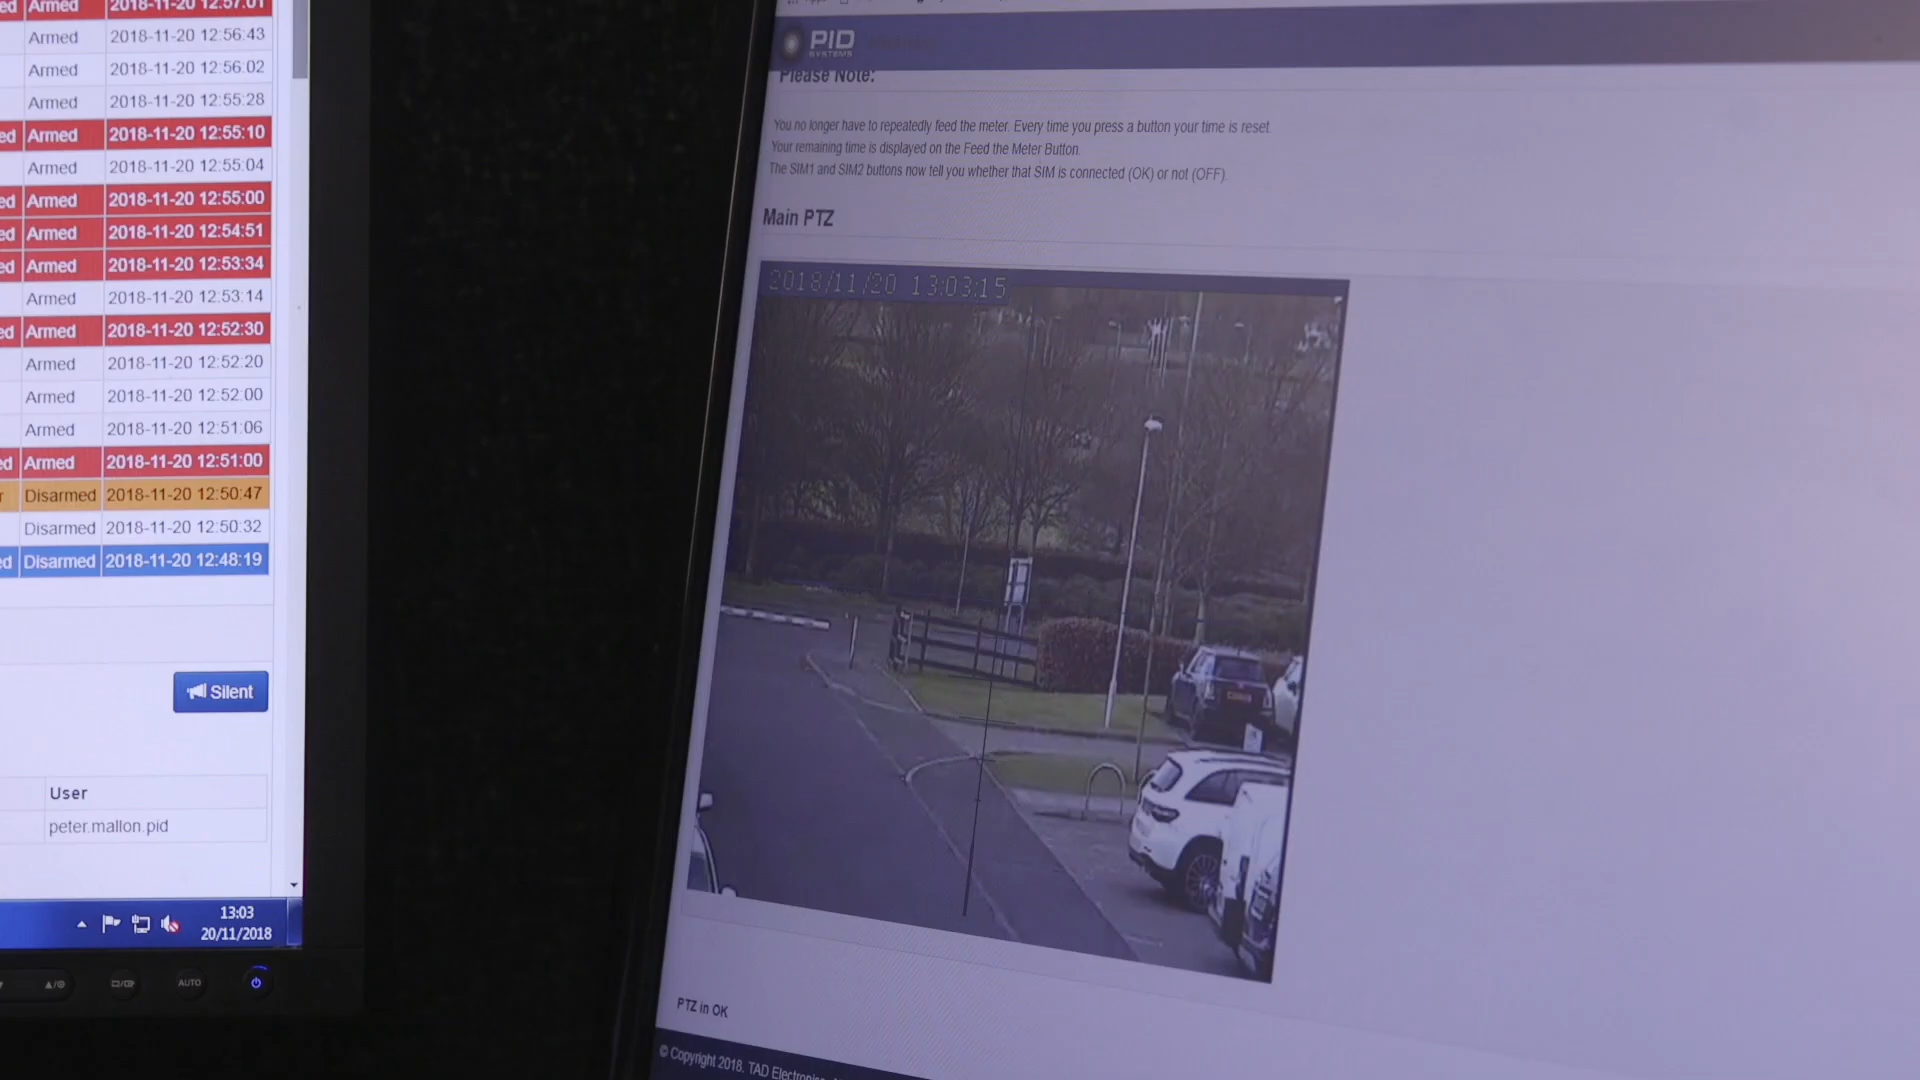 ed Armed 2018-11-20 12:57:01
Armed 2018-11-20 12:56:43
Armed 2018-11-20 12:56:02
Armed 2018-11-20 12:55:28
ed Armed 2018-11-20 12:55:10
Armed 2018-11-20 12:55:04
ed Armed 2018-11-20 12:55:00
ed Armed 2018-11-20 12:54:51
ed Armed 2018-11-20 12:53:34
Armed 2018-11-20 12:53:14
ed Armed 2018-11-20 12:52:30
Armed 2018-11-20 12:52:20
Armed 2018-11-20 12:52:00
Armed 2018-11-20 12:51:06
ed Armed 2018-11-20 12:51:00
r Disarmed 2018-11-20 12:50:47
Disarmed 2018-11-20 12:50:32
ed Disarmed 2018-11-20 12:48:19
Silent
User
peter.mallon.pid
13:03
20/11/2018
AUTO
PID
SYSTEMS
Please Note:
You no longer have to repeatedly feed the meter. Every time you press a button your time is reset.
Your remaining time is displayed on the Feed the Meter Button.
The SIM1 and SIM2 buttons now tell you whether that SIM is connected (OK) or not (OFF).
Main PTZ
2018/11/20 13:03:15
PTZ in OK
© Copyright 2018. TAD Electronics